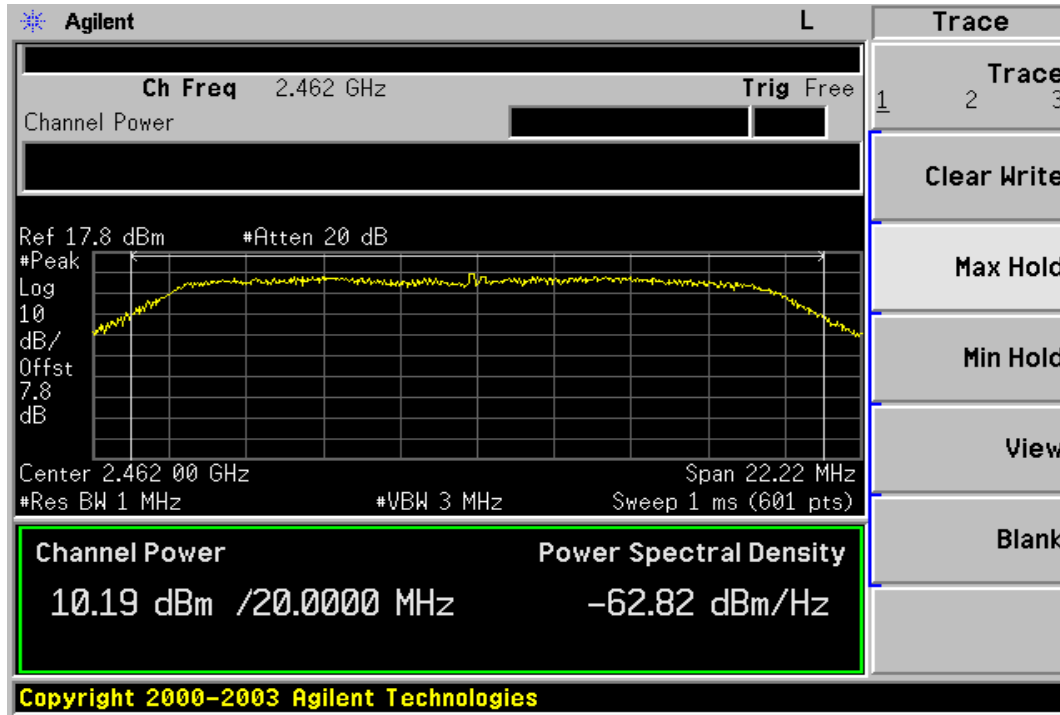 Agilent L Trace
Ch Freq 2.462 GHz Trig Free
Channel Power
Ref 17.8 dBm #Atten 20 dB
#Peak
Log
10
dB/
Offst
7.8
dB
Center 2.462 00 GHz Span 22.22 MHz
#Res BW 1 MHz #VBW 3 MHz Sweep 1 ms (601 pts)
Channel Power Power Spectral Density
10.19 dBm /20.0000 MHz -62.82 dBm/Hz
Copyright 2000-2003 Agilent Technologies
Trace
1 2 3
Clear Write
Max Hold
Min Hold
View
Blank